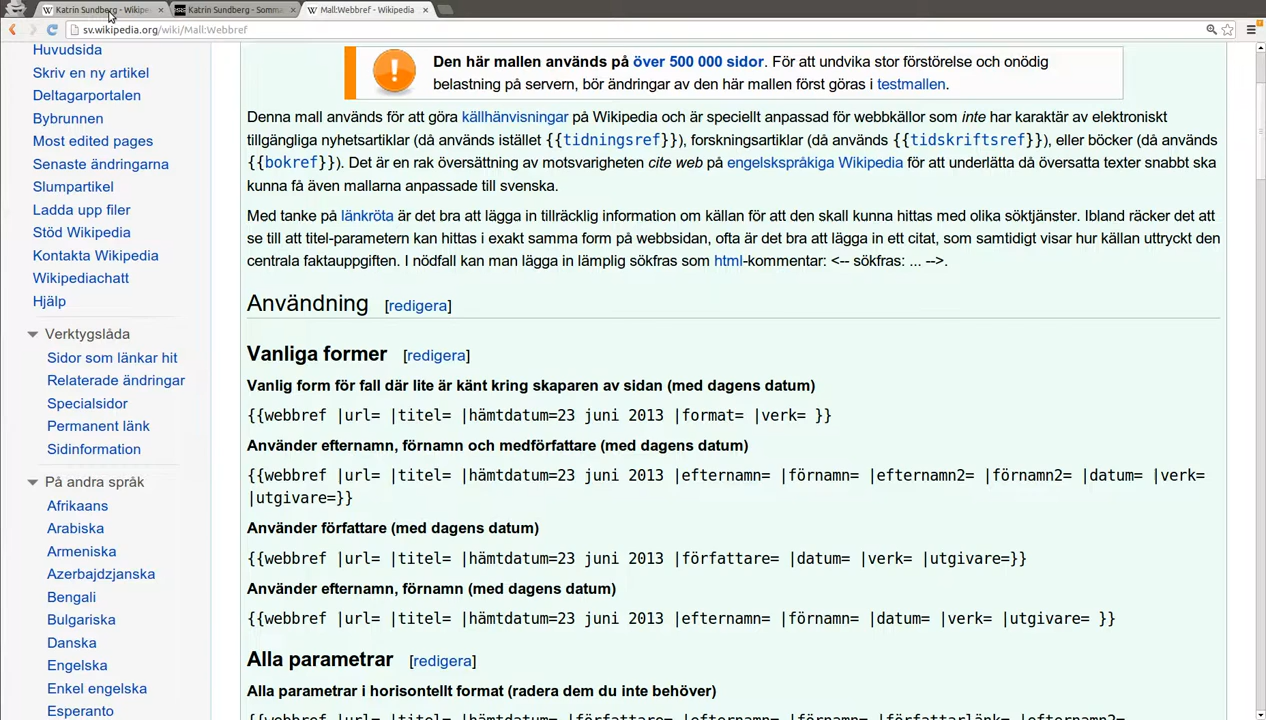 Katrin Sundberg - Wikipe
Katrin Sundberg - Somma
Mall:Webbref - Wikipedia
sv.wikipedia.org/wiki/Mall:Webbref
Huvudsida
Skriv en ny artikel
Deltagarportalen
Bybrunnen
Most edited pages
Senaste ändringarna
Slumpartikel
Ladda upp filer
Stöd Wikipedia
Kontakta Wikipedia
Wikipediachatt
Hjälp
Verktygslåda
Sidor som länkar hit
Relaterade ändringar
Specialsidor
Permanent länk
Sidinformation
På andra språk
Afrikaans
Arabiska
Armeniska
Azerbajdzjanska
Bengali
Bulgariska
Danska
Engelska
Enkel engelska
Esperanto
Den här mallen används på över 500 000 sidor. För att undvika stor förstörelse och onödig
belastning på servern, bör ändringar av den här mallen först göras i testmallen.
Denna mall används för att göra källhänvisningar på Wikipedia och är speciellt anpassad för webbkällor som inte har karaktär av elektroniskt
tillgängliga nyhetsartiklar (då används istället {{tidningsref}}), forskningsartiklar (då används {{tidskriftsref}}), eller böcker (då används
{{bokref}}). Det är en rak översättning av motsvarigheten cite web på engelskspråkiga Wikipedia för att underlätta då översatta texter snabbt ska
kunna få även mallarna anpassade till svenska.
Med tanke på länkröta är det bra att lägga in tillräcklig information om källan för att den skall kunna hittas med olika söktjänster. Ibland räcker det att
se till att titel-parametern kan hittas i exakt samma form på webbsidan, ofta är det bra att lägga in ett citat, som samtidigt visar hur källan uttryckt den
centrala faktauppgiften. I nödfall kan man lägga in lämplig sökfras som html-kommentar: <-- sökfras: ... -->.
Användning [redigera]
Vanliga former [redigera]
Vanlig form för fall där lite är känt kring skaparen av sidan (med dagens datum)
{{webbref |url= |titel= |hämtdatum=23 juni 2013 |format= |verk= }}
Använder efternamn, förnamn och medförfattare (med dagens datum)
{{webbref |url= |titel= |hämtdatum=23 juni 2013 |efternamn= |förnamn= |efternamn2= |förnamn2= |datum= |verk=
|utgivare=}}
Använder författare (med dagens datum)
{{webbref |url= |titel= |hämtdatum=23 juni 2013 |författare= |datum= |verk= |utgivare=}}
Använder efternamn, förnamn (med dagens datum)
{{webbref |url= |titel= |hämtdatum=23 juni 2013 |efternamn= |förnamn= |datum= |verk= |utgivare= }}
Alla parametrar [redigera]
Alla parametrar i horisontellt format (radera dem du inte behöver)
{{webbref |url= |titel= |hämtdatum=23 juni 2013 |författare= |efternamn= |förnamn= |författarlänk= |efternamn2=